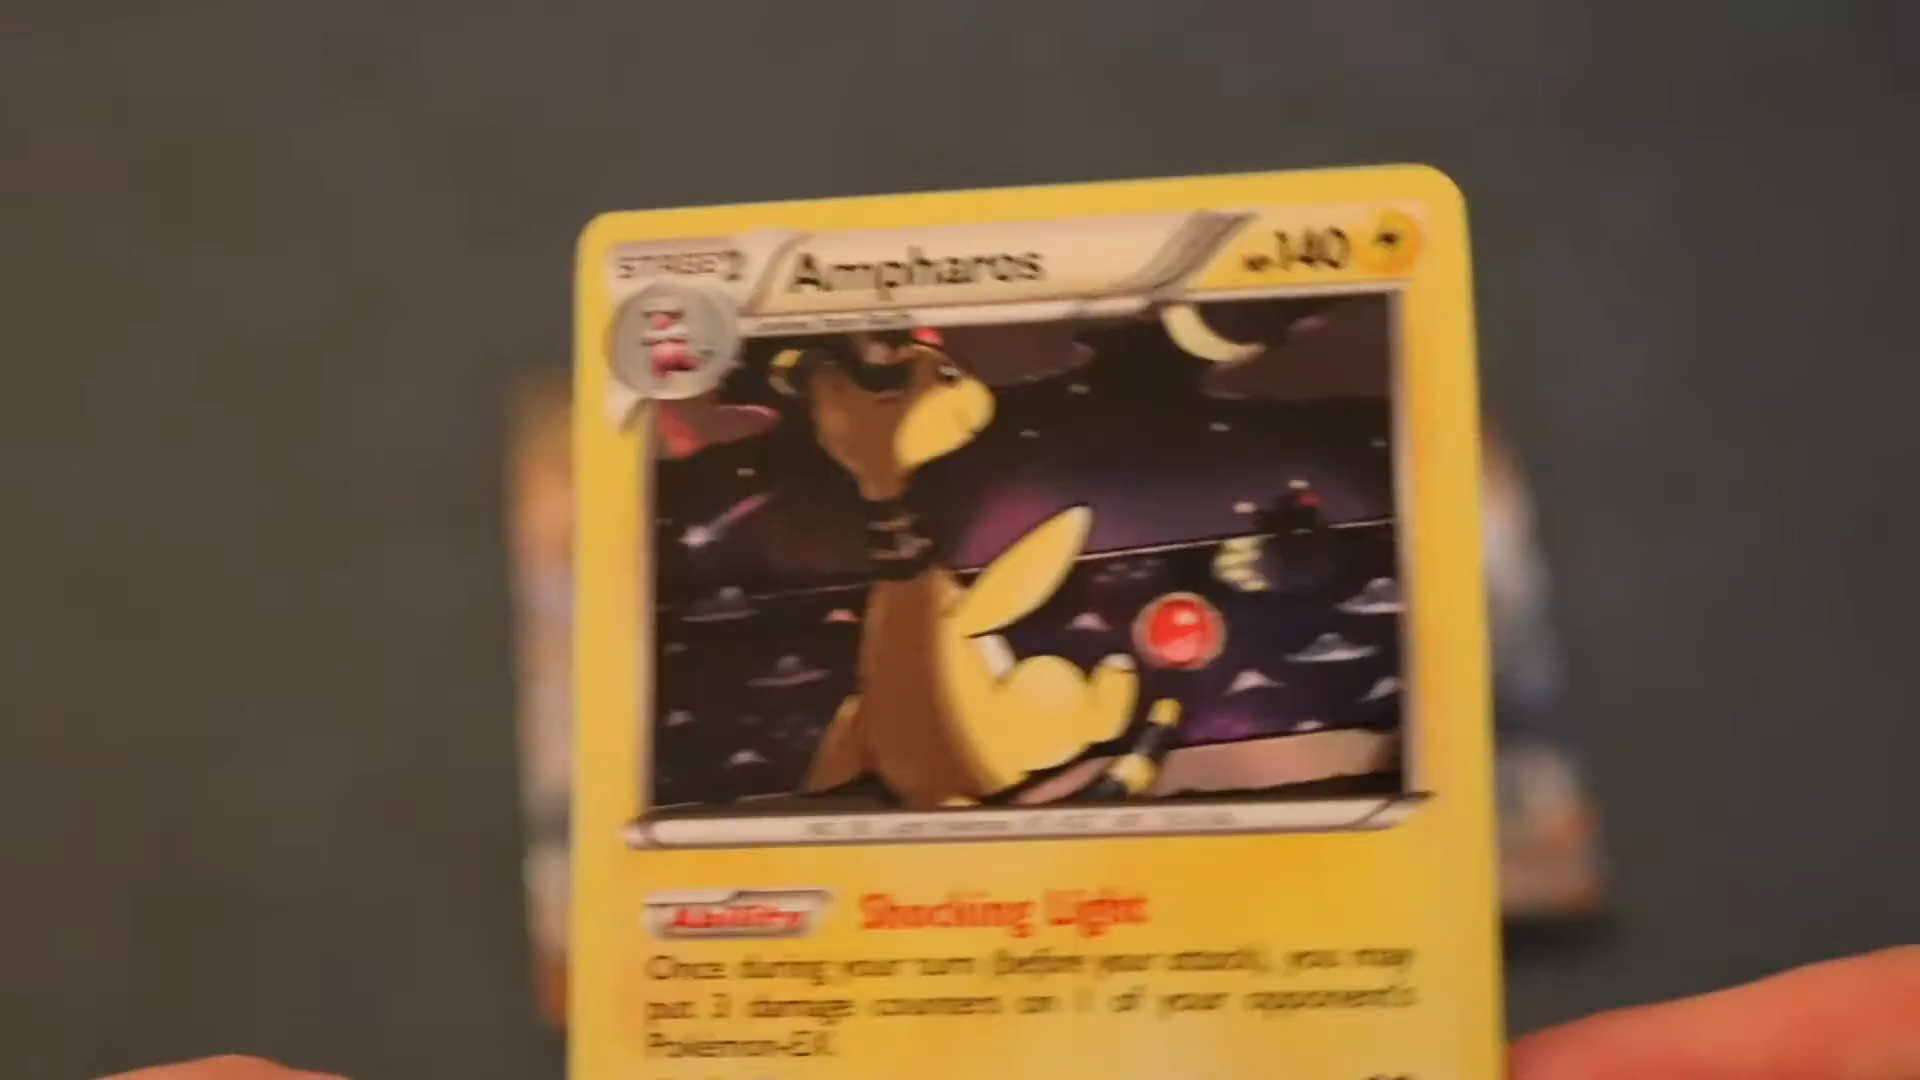 STAGE 2 Ampharos HP 140
Ability Shocking Light
Once during your turn (before your attack), you may
put 3 damage counters on 1 of your opponent's
Pokémon-EX.